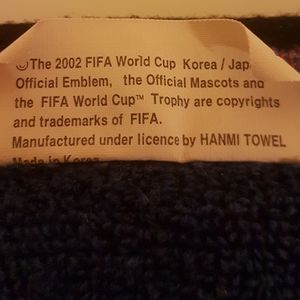 ©The 2002 FIFA World Cup Korea / Jap
Official Emblem, the Official Mascots and
the FIFA World Cup™ Trophy are copyrights
and trademarks of FIFA.
Manufactured under licence by HANMI TOWEL
Made in Korea